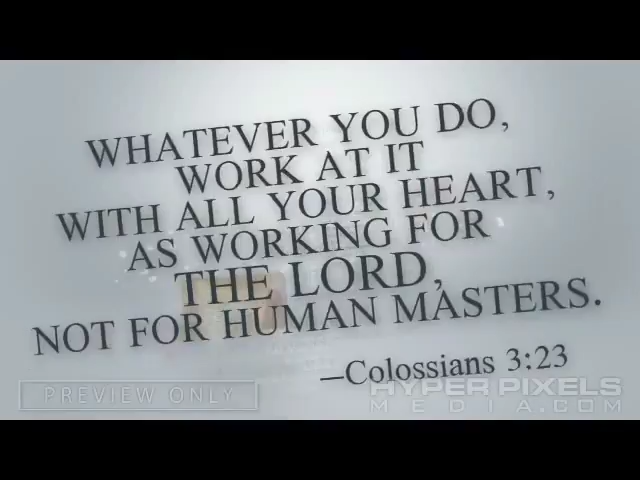 WHATEVER YOU DO,
WORK AT IT
WITH ALL YOUR HEART,
AS WORKING FOR
THE LORD,
NOT FOR HUMAN MASTERS.
—Colossians 3:23
PREVIEW ONLY
HYPER PIXELS
MEDIA.COM